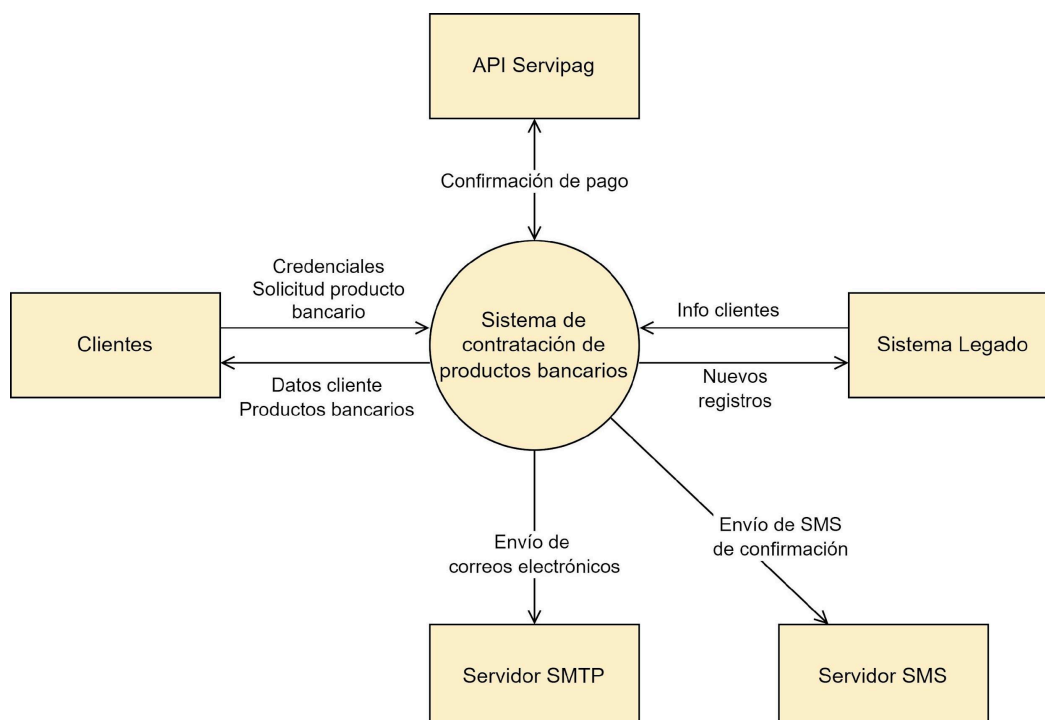 API Servipag
Confirmación de pago
Credenciales
Solicitud producto
bancario
Clientes
Datos cliente
Productos bancarios
Sistema de
contratación de
productos bancarios
Info clientes
Sistema Legado
Nuevos
registros
Envío de
correos electrónicos
Envío de SMS
de confirmación
Servidor SMTP
Servidor SMS